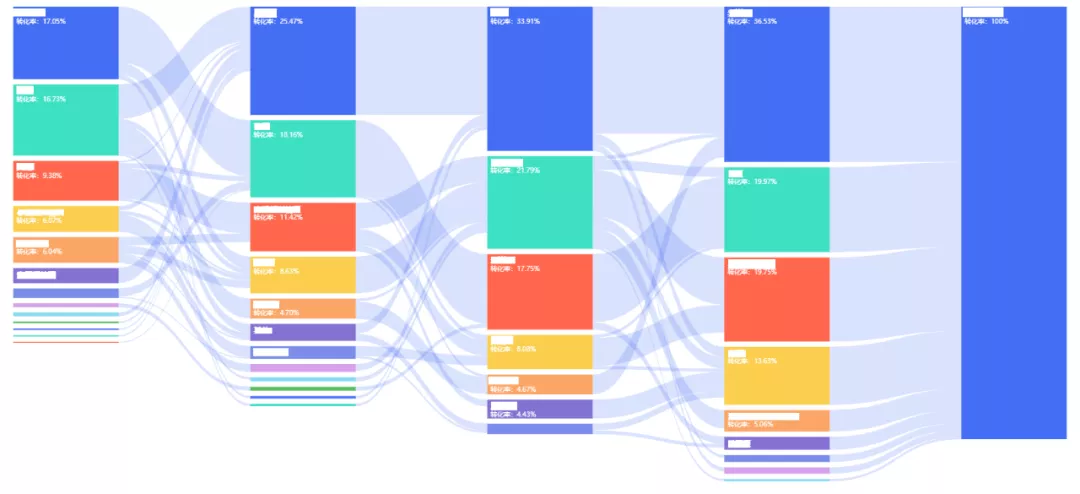 转化率: 17.05%
转化率: 16.73%
转化率: 9.38%
转化率: 6.07%
转化率: 6.04%
转化率: 25.47%
转化率: 18.16%
转化率: 11.42%
转化率: 8.63%
转化率: 4.70%
转化率: 33.91%
转化率: 21.79%
转化率: 17.75%
转化率: 8.08%
转化率: 4.67%
转化率: 4.43%
转化率: 36.53%
转化率: 19.97%
转化率: 19.75%
转化率: 13.63%
转化率: 5.06%
转化率: 100%